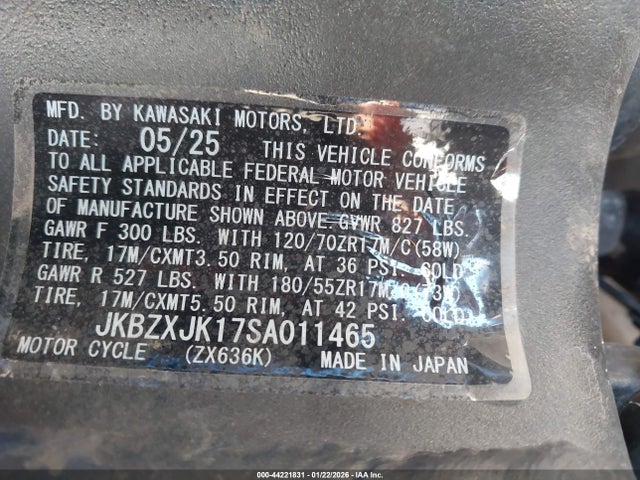 MFD. BY KAWASAKI MOTORS, LTD.
DATE: 05/25 THIS VEHICLE CONFORMS
TO ALL APPLICABLE FEDERAL MOTOR VEHICLE
SAFETY STANDARDS IN EFFECT ON THE DATE
OF MANUFACTURE SHOWN ABOVE.GVWR 827 LBS.
GAWR F 300 LBS. WITH 120/70ZR17M/C(58W)
TIRE, 17M/CXMT3.50 RIM, AT 36 PSI. COLD
GAWR R 527 LBS. WITH 180/55ZR17M/C(73W)
TIRE, 17M/CXMT5.50 RIM, AT 42 PSI. COLD
JKBZXJK17SA011465
MOTOR CYCLE (ZX636K) MADE IN JAPAN
000-44221831 - 01/22/2026 - IAA Inc.